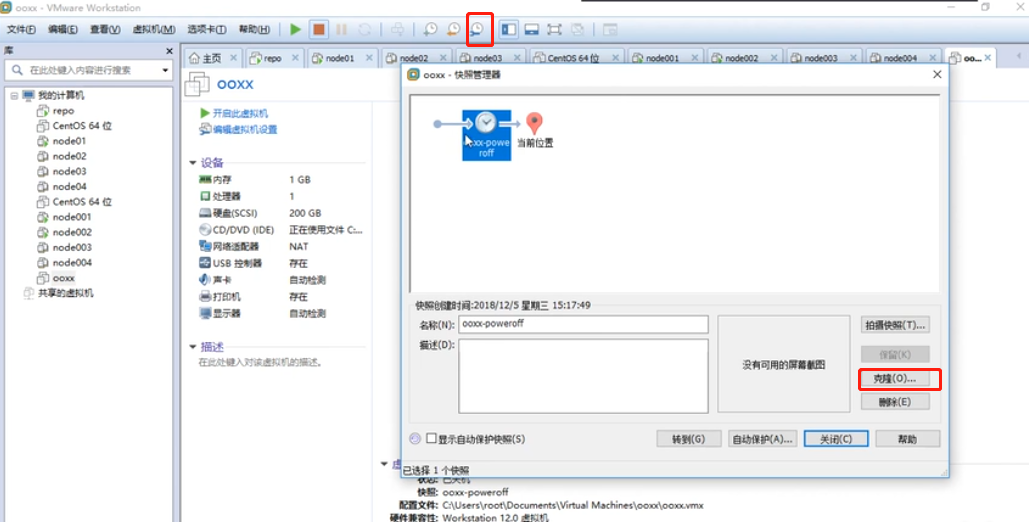 ooxx - VMware Workstation
文件(F) 编辑(E) 查看(V) 虚拟机(M) 选项卡(T) 帮助(H)
库
在此处键入内容进行搜索
我的计算机
repo
CentOS 64 位
node01
node02
node03
node04
CentOS 64 位
node001
node002
node003
node004
ooxx
共享的虚拟机
主页 repo node01 node02 node03 CentOS 64 位 node001 node002 node003 node004 oo...
ooxx
开启此虚拟机
编辑虚拟机设置
设备
内存 1 GB
处理器 1
硬盘(SCSI) 200 GB
CD/DVD (IDE) 正在使用文件 C:...
网络适配器 NAT
USB 控制器 存在
声卡 自动检测
打印机 存在
显示器 自动检测
描述
在此处键入对该虚拟机的描述。
ooxx - 快照管理器
ooxx-powe
roff
当前位置
快照创建时间:2018/12/5 星期三 15:17:49
名称(N): ooxx-poweroff
描述(D):
没有可用的屏幕截图
拍摄快照(T)...
保留(K)
克隆(O)...
删除(E)
显示自动保护快照(S)
转到(G) 自动保护(A)... 关闭(C) 帮助
已选择 1 个快照
状态: 已关机
快照: ooxx-poweroff
配置文件: C:\Users\root\Documents\Virtual Machines\ooxx\ooxx.vmx
硬件兼容性: Workstation 12.0 虚拟机